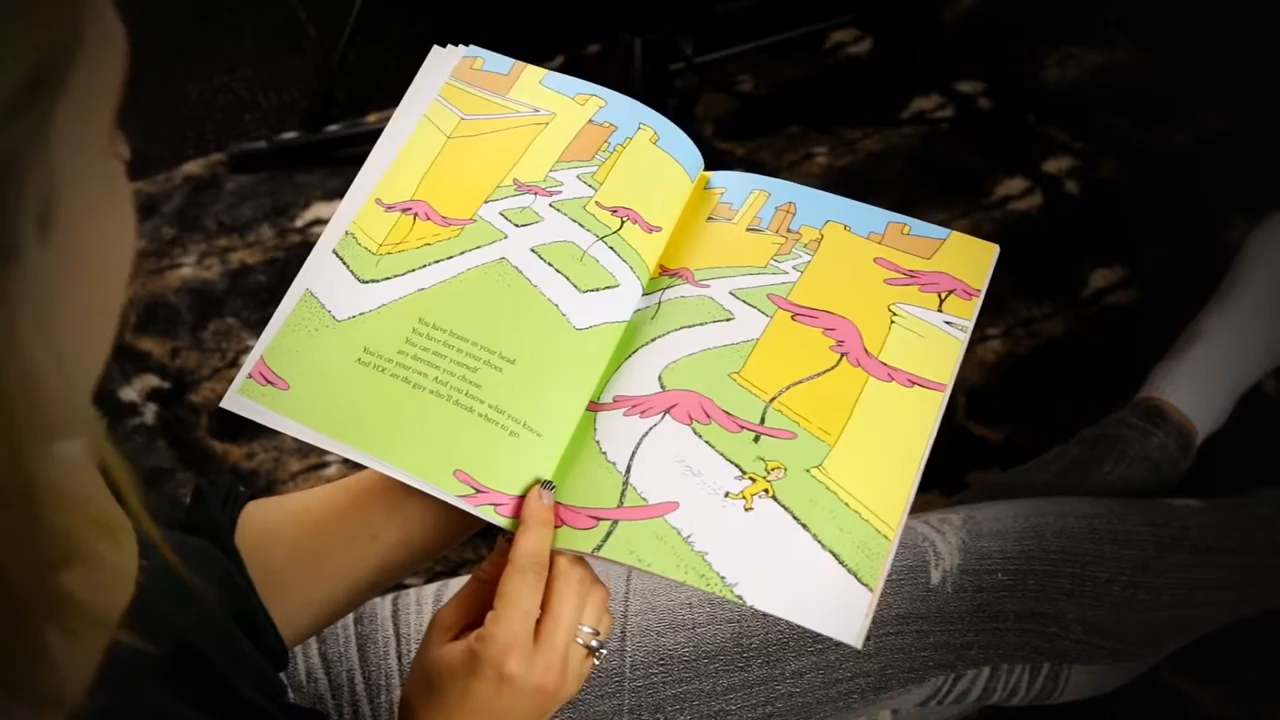 You have brains in your head.
You have feet in your shoes.
You can steer yourself
any direction you choose.
You're on your own. And you know what you know.
And YOU are the guy who'll decide where to go.